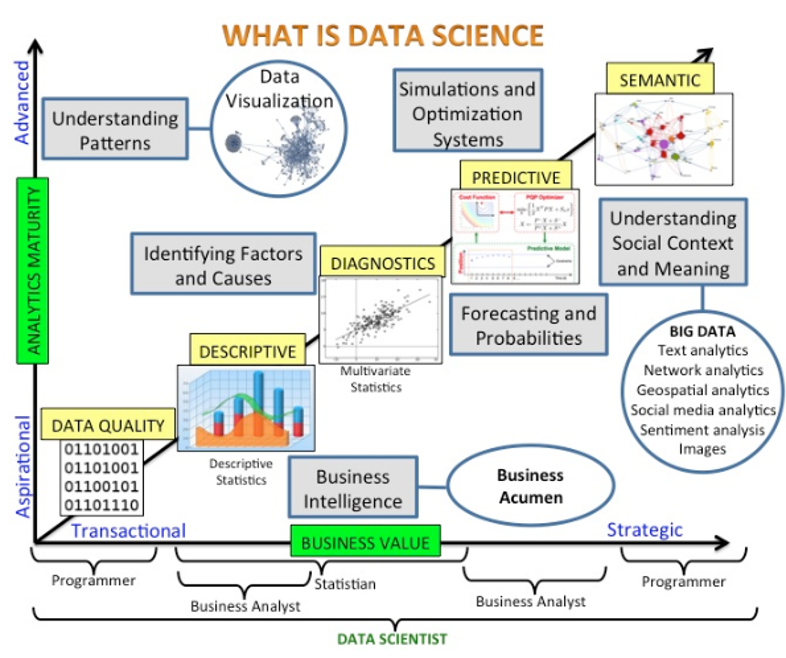 WHAT IS DATA SCIENCE
Advanced
ANALYTICS MATURITY
Aspirational
Understanding
Patterns
Data
Visualization
Simulations and
Optimization
Systems
SEMANTIC
PREDICTIVE
Cost Function
PQP Optimizer
Predictive Model
Understanding
Social Context
and Meaning
Identifying Factors
and Causes
DIAGNOSTICS
Multivariate
Statistics
Forecasting and
Probabilities
BIG DATA
Text analytics
Network analytics
Geospatial analytics
Social media analytics
Sentiment analysis
Images
DESCRIPTIVE
Descriptive
Statistics
DATA QUALITY
01101001
01101001
01100101
01101110
Business
Intelligence
Business
Acumen
Transactional
BUSINESS VALUE
Strategic
Programmer
Statistian
Programmer
Business Analyst
Business Analyst
DATA SCIENTIST